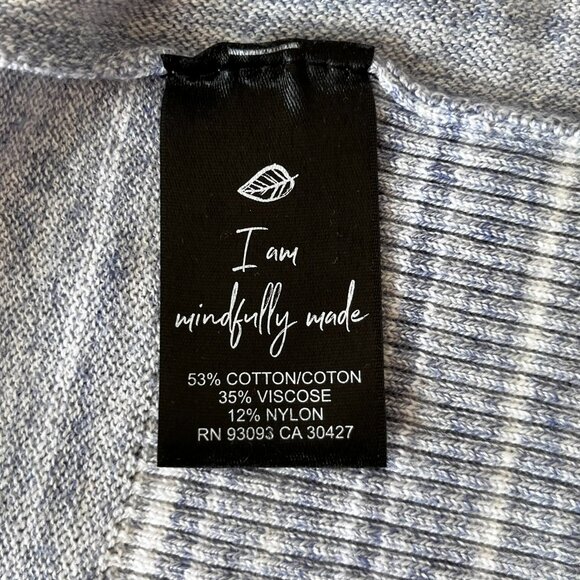 I am
mindfully made
53% COTTON/COTON
35% VISCOSE
12% NYLON
RN 93093 CA 30427